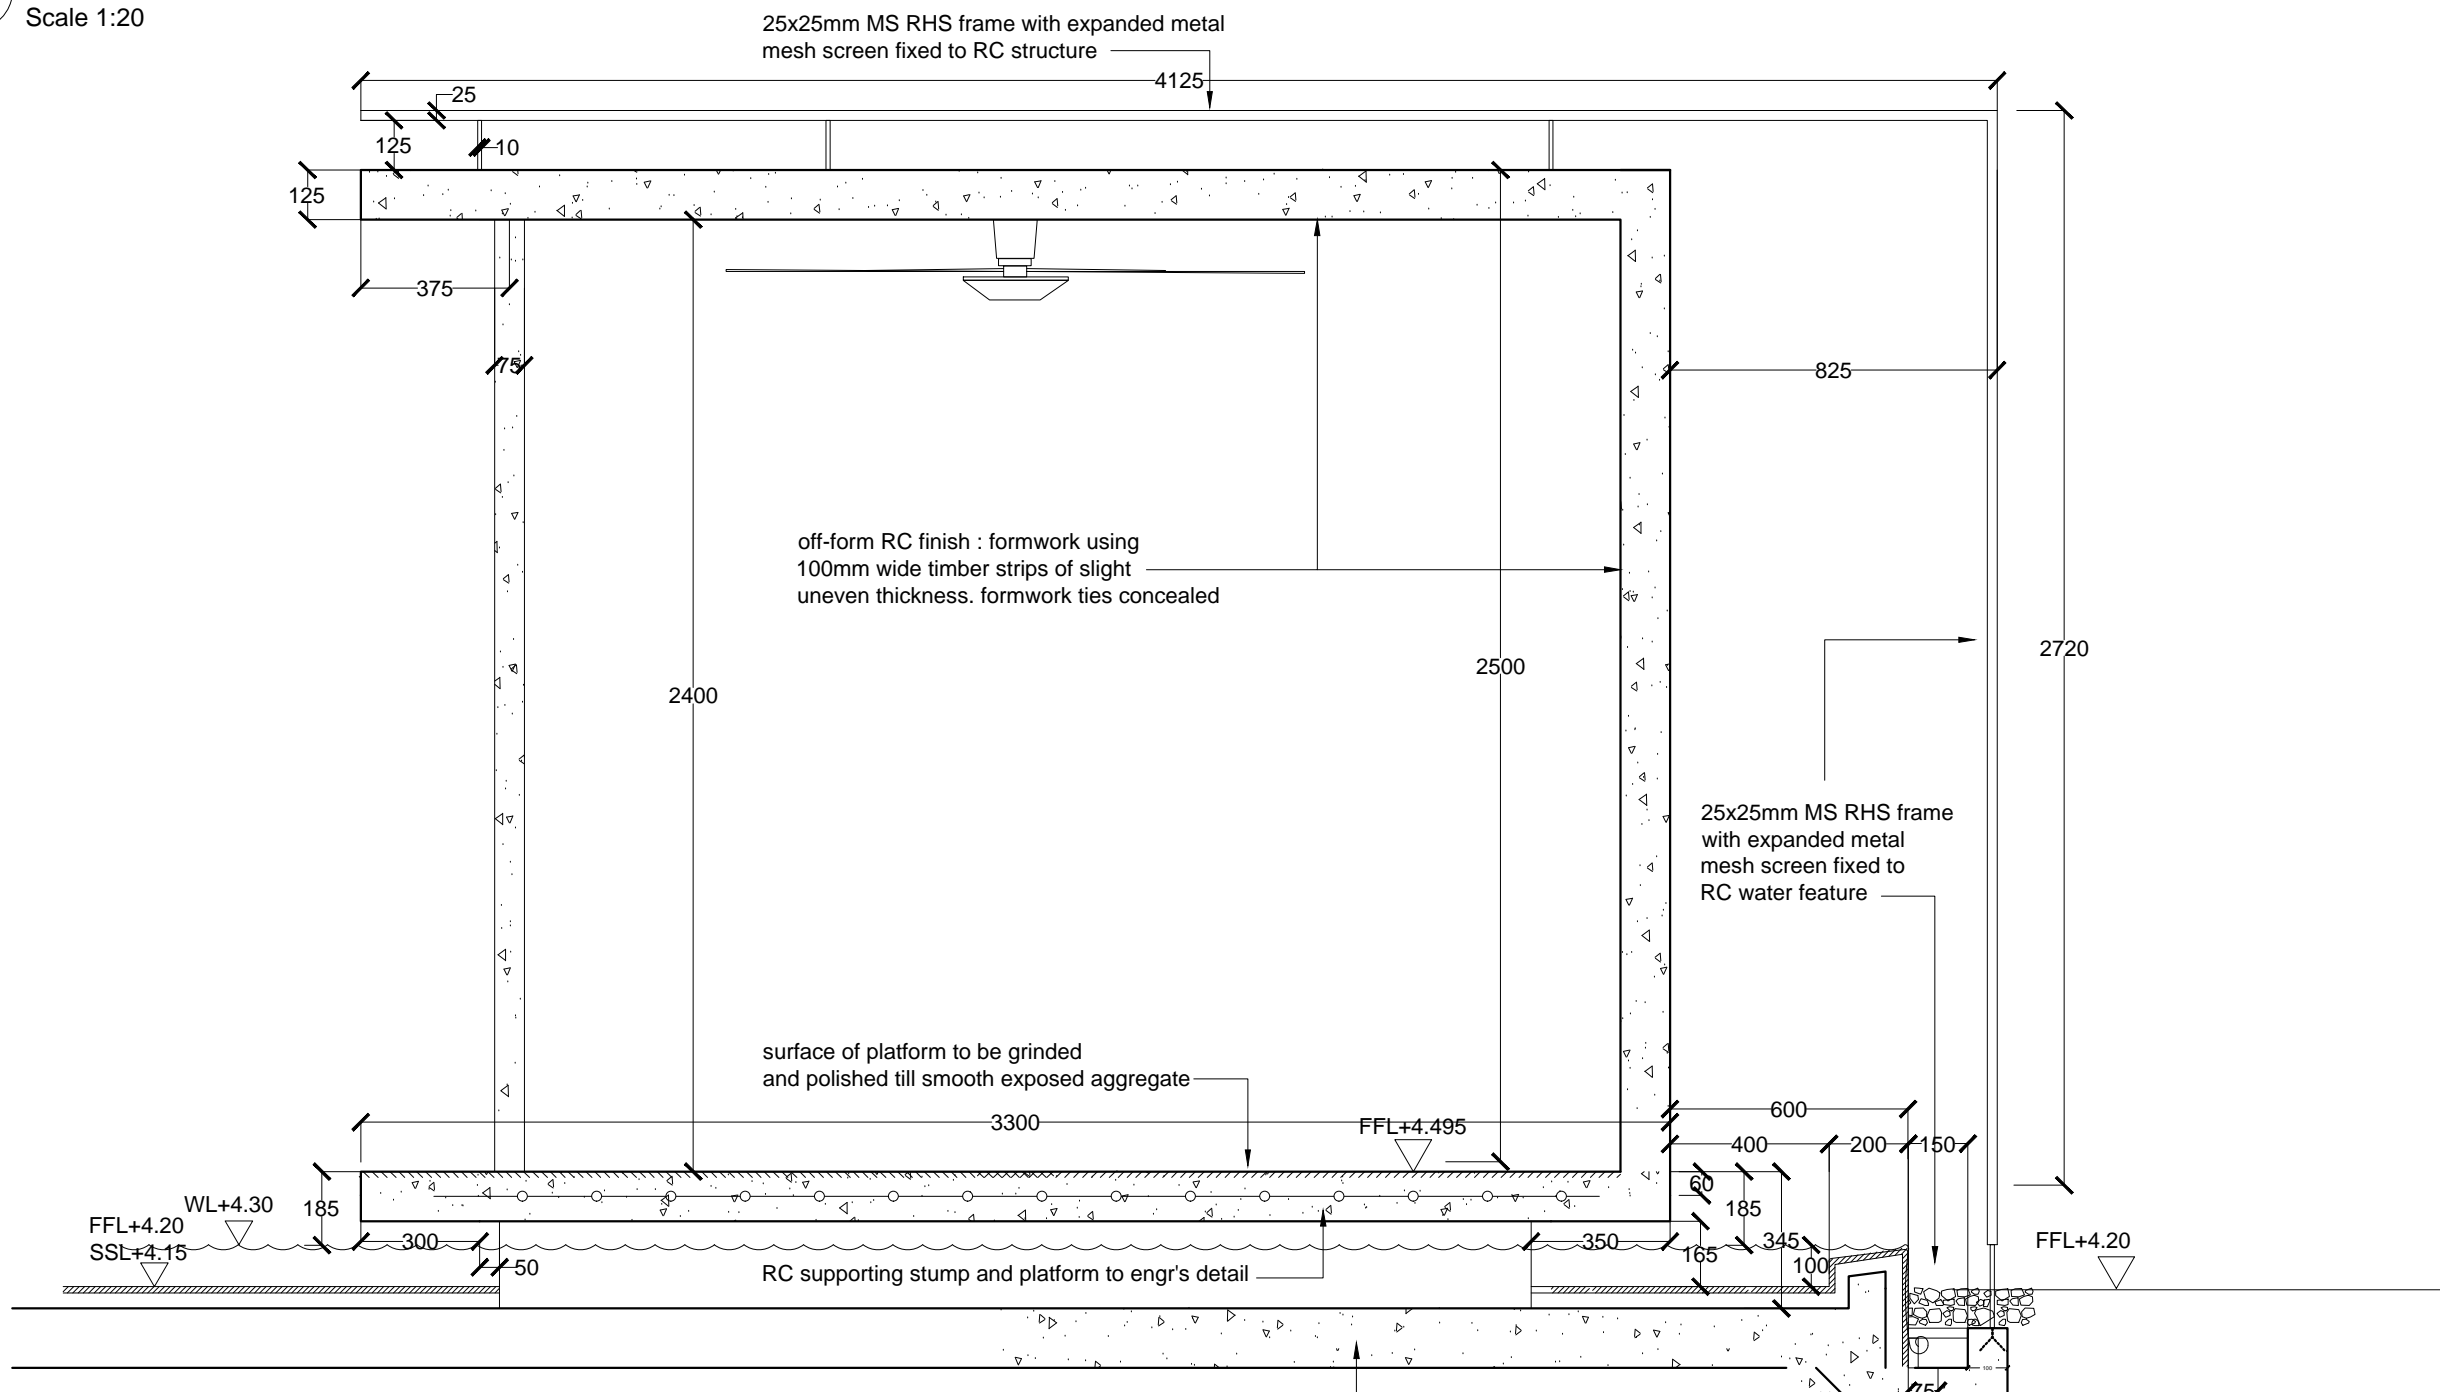 Scale 1:20
25x25mm MS RHS frame with expanded metal
mesh screen fixed to RC structure
4125
25
125
10
125
375
75
825
off-form RC finish : formwork using
100mm wide timber strips of slight
uneven thickness. formwork ties concealed
2720
2500
2400
25x25mm MS RHS frame
with expanded metal
mesh screen fixed to
RC water feature
surface of platform to be grinded
and polished till smooth exposed aggregate
3300
FFL+4.495
600
400
200
150
60
185
185
WL+4.30
FFL+4.20
SSL+4.15
300
350
345
165
100
FFL+4.20
50
RC supporting stump and platform to engr's detail
100
75